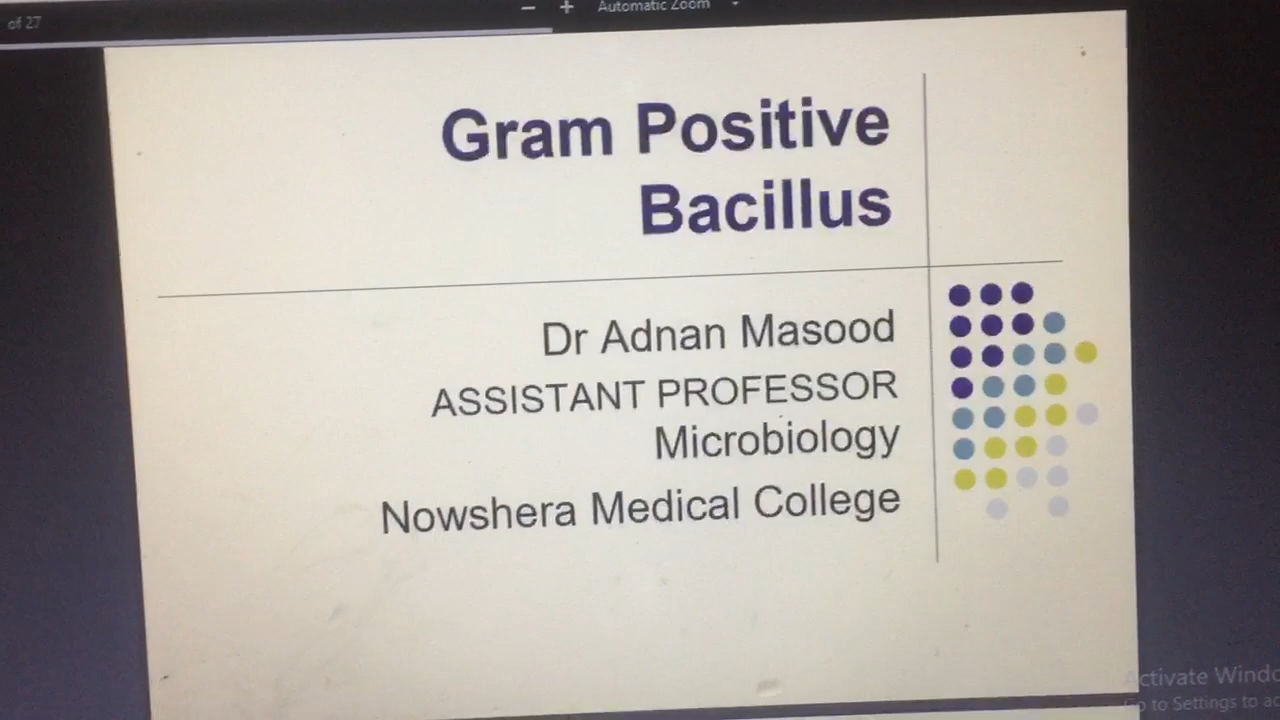 of 27
Automatic Zoom
Gram Positive
Bacillus
Dr Adnan Masood
ASSISTANT PROFESSOR
Microbiology
Nowshera Medical College
Activate Windo
Go to Settings to a